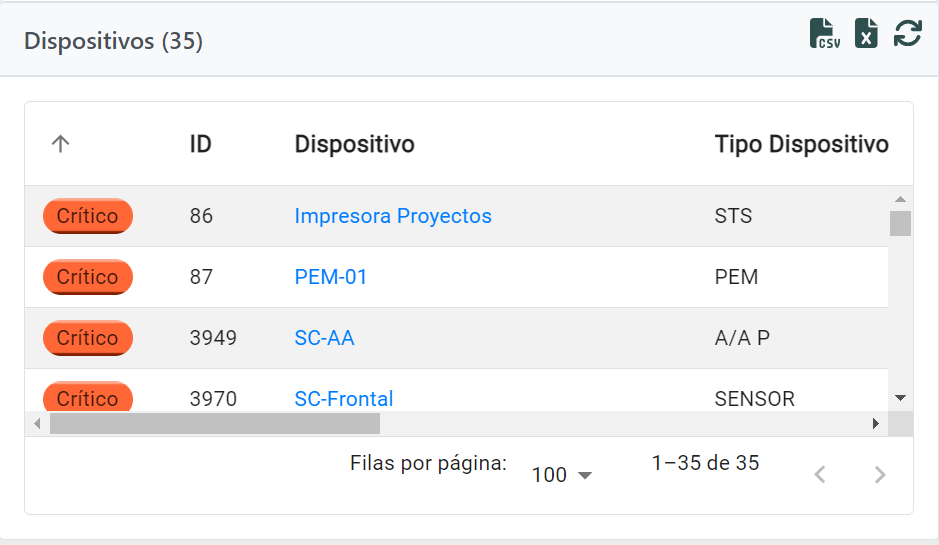 Dispositivos (35)
CSV
X
ID Dispositivo Tipo Dispositivo
Crítico 86 Impresora Proyectos STS
Crítico 87 PEM-01 PEM
Crítico 3949 SC-AA A/A P
Crítico 3970 SC-Frontal SENSOR
Filas por página: 100 1–35 de 35